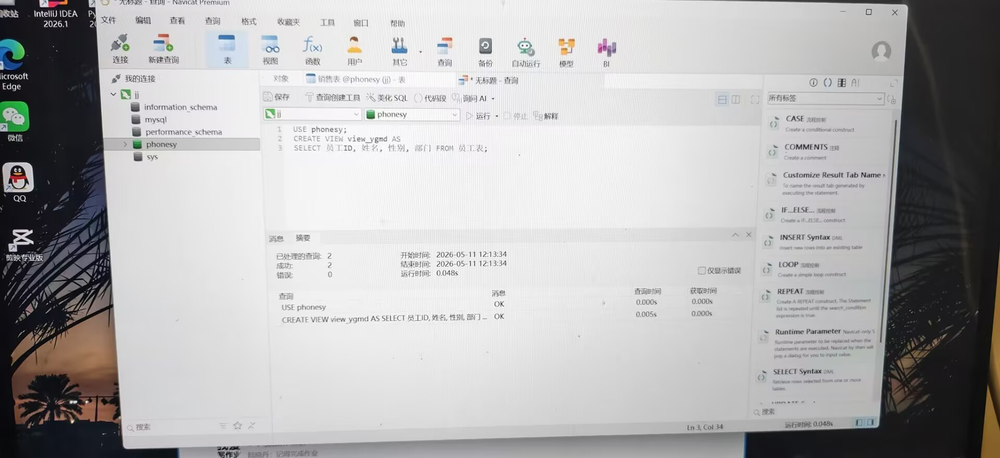 * 无标题 - 查询 - Navicat Premium
IntelliJ IDEA
2026.1
Edge
微信
QQ
剪映专业版
文件 编辑 查看 查询 格式 收藏夹 工具 窗口 帮助
连接 新建查询 表 视图 函数 用户 其它 查询 备份 自动运行 模型 BI
我的连接
jj
information_schema
mysql
performance_schema
phonesy
sys
搜索
对象 销售表 @phonesy (jj) - 表 * 无标题 - 查询
保存 查询创建工具 美化 SQL () 代码段 询问 AI
jj phonesy 运行 停止 解释
1 USE phonesy;
2 CREATE VIEW view_ygmd AS
3 SELECT 员工ID, 姓名, 性别, 部门 FROM 员工表;
消息 摘要
已处理的查询: 2 开始时间: 2026-05-11 12:13:34
成功: 2 结束时间: 2026-05-11 12:13:34
错误: 0 运行时间: 0.048s
仅显示错误
查询 消息 查询时间 获取时间
USE phonesy OK 0.000s 0.000s
CREATE VIEW view_ygmd AS SELECT 员工ID, 姓名, 性别, 部门 ... OK 0.005s 0.000s
AI
所有标签
CASE 流程控制
Create a conditional construct
COMMENTS 注释
Create a comment
Customize Result Tab Name
To name the result tab generated by
executing the statement.
IF...ELSE... 流程控制
Create a IF...ELSE... construct
INSERT Syntax DML
Insert new rows into an existing table
LOOP 流程控制
Create a simple loop construct
REPEAT 流程控制
Create A REPEAT construct. The Statement
list is repeated until the search_condition
expression is true.
Runtime Parameter Navicat-only S
Runtime parameter to be replaced when the
statements are executed. Navicat by then will
pop a dialog for you to input value.
SELECT Syntax DML
Retrieve rows selected from one or more
tables.
搜索
Ln 3, Col 34 运行时间: 0.048s
写作业
记得完成作业